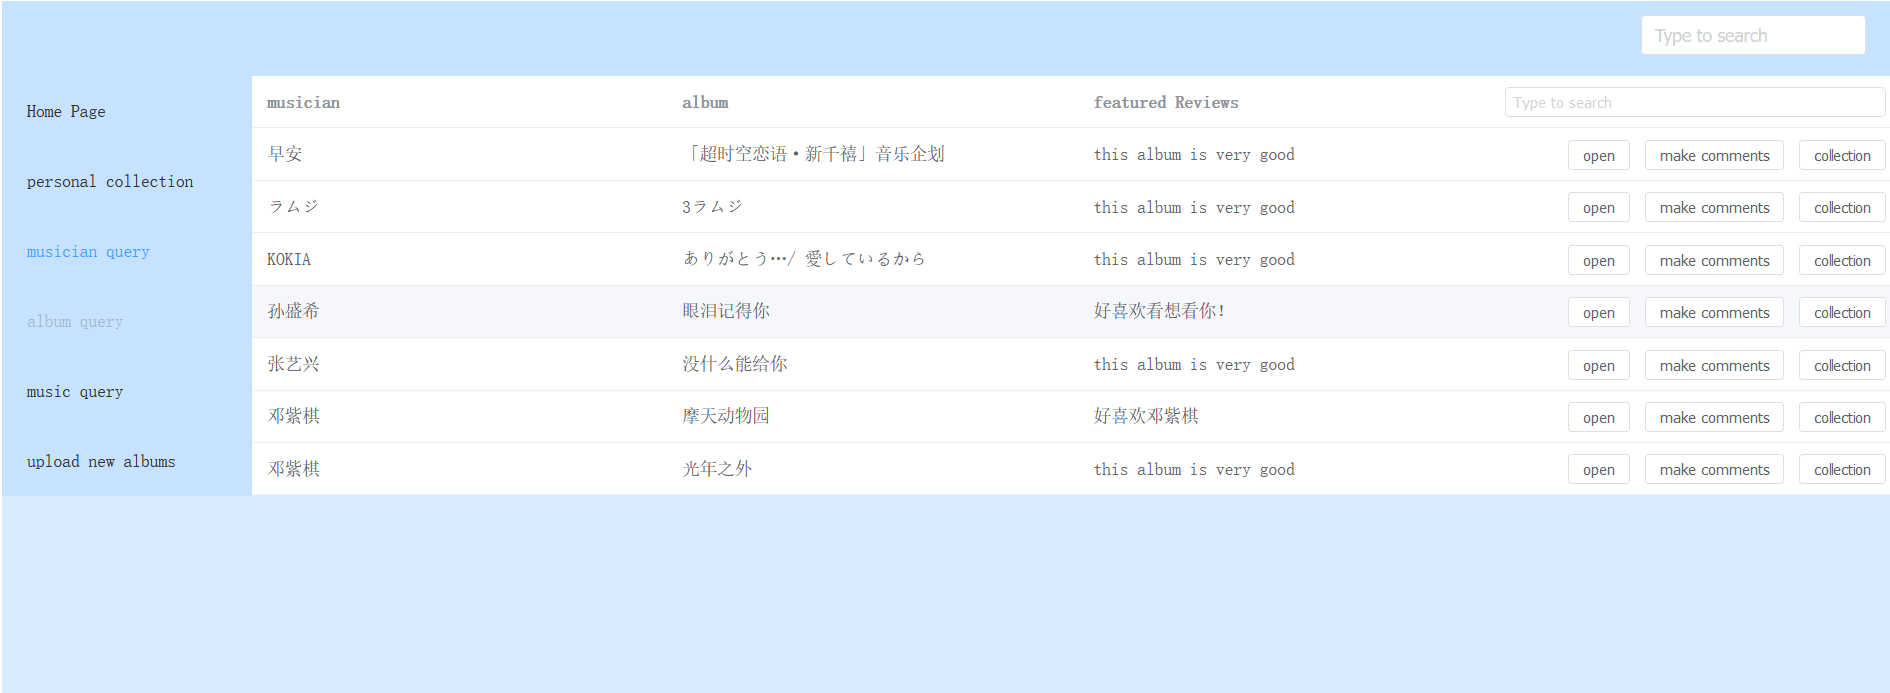 Type to search
Home Page
personal collection
musician query
album query
music query
upload new albums
musician album featured Reviews Type to search
早安 「超时空恋语·新千禧」音乐企划 this album is very good open make comments collection
ラムジ 3ラムジ this album is very good open make comments collection
KOKIA ありがとう…/ 愛しているから this album is very good open make comments collection
孙盛希 眼泪记得你 好喜欢看想看你! open make comments collection
张艺兴 没什么能给你 this album is very good open make comments collection
邓紫棋 摩天动物园 好喜欢邓紫棋 open make comments collection
邓紫棋 光年之外 this album is very good open make comments collection